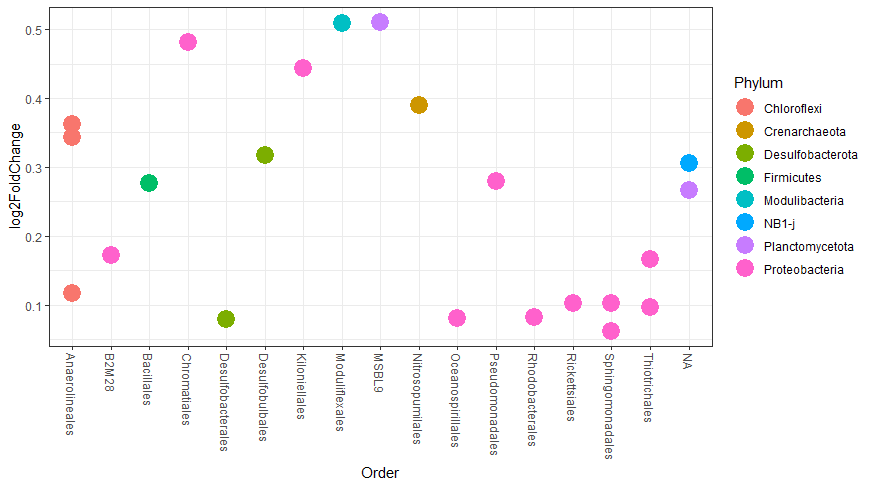 0.5
0.4
0.3
0.2
0.1
log2FoldChange
Anaerolineales
B2M28
Bacillales
Chromatiales
Desulfobacterales
Desulfobulbales
Kiloniellales
Moduliflexales
MSBL9
Nitrosopumilales
Oceanospirillales
Pseudomonadales
Rhodobacterales
Rickettsiales
Sphingomonadales
Thiotrichales
NA
Order
Phylum
Chloroflexi
Crenarchaeota
Desulfobacterota
Firmicutes
Modulibacteria
NB1-j
Planctomycetota
Proteobacteria